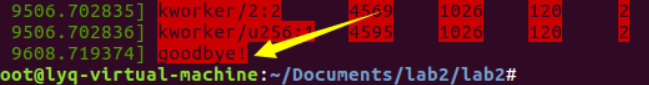 9506.702835] kworker/2:2 4569 1026 120 2
9506.702836] kworker/u256:1 4595 1026 120 2
9608.719374] goodbye!
oot@lyq-virtual-machine:~/Documents/lab2/lab2#